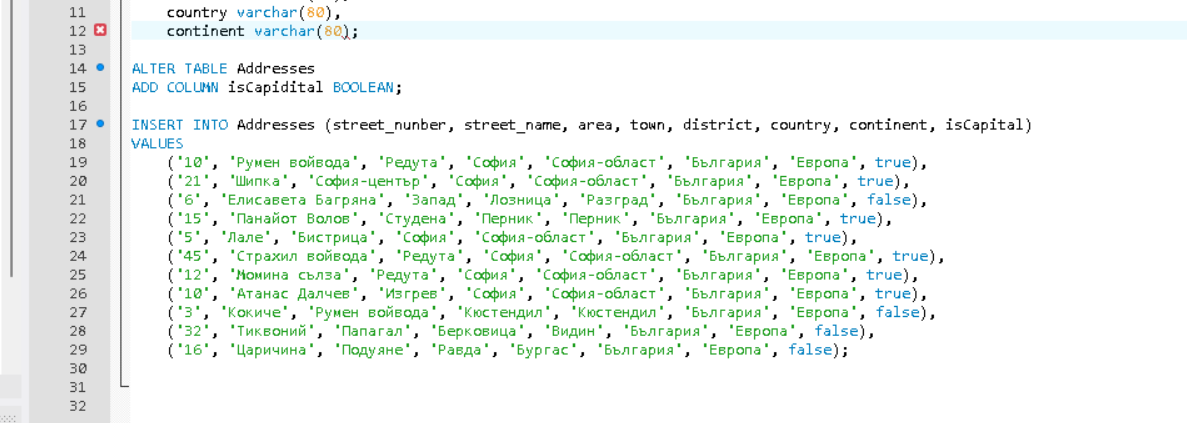 11 country varchar(80),
12 continent varchar(80);
13
14 ALTER TABLE Addresses
15 ADD COLUMN isCapidital BOOLEAN;
16
17 INSERT INTO Addresses (street_nunber, street_name, area, town, district, country, continent, isCapital)
18 VALUES
19 ('10', 'Румен войвода', 'Редута', 'София', 'София-област', 'България', 'Европа', true),
20 ('21', 'Шипка', 'София-център', 'София', 'София-област', 'България', 'Европа', true),
21 ('6', 'Елисавета Багряна', 'Запад', 'Лозница', 'Разград', 'България', 'Европа', false),
22 ('15', 'Панайот Волов', 'Студена', 'Перник', 'Перник', 'България', 'Европа', true),
23 ('5', 'Лале', 'Бистрица', 'София', 'София-област', 'България', 'Европа', true),
24 ('45', 'Страхил войвода', 'Редута', 'София', 'София-област', 'България', 'Европа', true),
25 ('12', 'Момина сълза', 'Редута', 'София', 'София-област', 'България', 'Европа', true),
26 ('10', 'Атанас Далчев', 'Изгрев', 'София', 'София-област', 'България', 'Европа', true),
27 ('3', 'Кокиче', 'Румен войвода', 'Кюстендил', 'Кюстендил', 'България', 'Европа', false),
28 ('32', 'Тиквоний', 'Папагал', 'Берковица', 'Видин', 'България', 'Европа', false),
29 ('16', 'Царичина', 'Подуяне', 'Равда', 'Бургас', 'България', 'Европа', false);
30
31
32